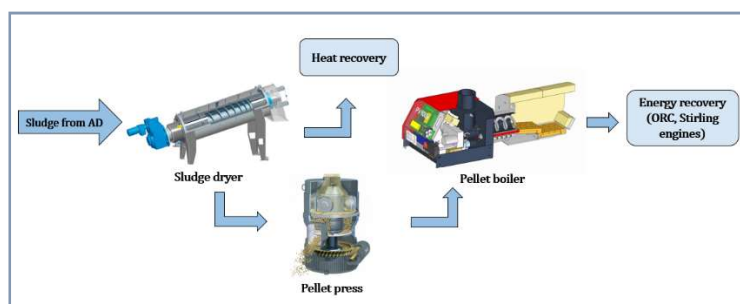 Heat recovery
Sludge from AD
Energy recovery
(ORC, Stirling
engines)
Sludge dryer
Pellet boiler
Pellet press